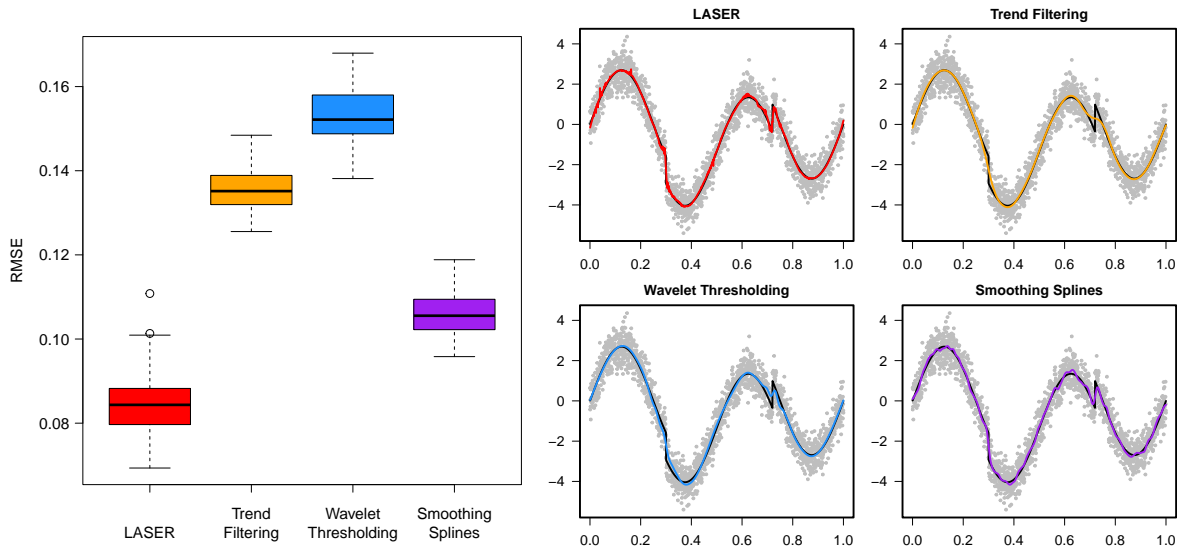 RMSE
0.16
0.14
0.12
0.10
0.08
LASER
Trend
Filtering
Wavelet
Thresholding
Smoothing
Splines
LASER
4
2
0
−2
−4
0.0 0.2 0.4 0.6 0.8 1.0
Trend Filtering
4
2
0
−2
−4
0.0 0.2 0.4 0.6 0.8 1.0
Wavelet Thresholding
4
2
0
−2
−4
0.0 0.2 0.4 0.6 0.8 1.0
Smoothing Splines
4
2
0
−2
−4
0.0 0.2 0.4 0.6 0.8 1.0